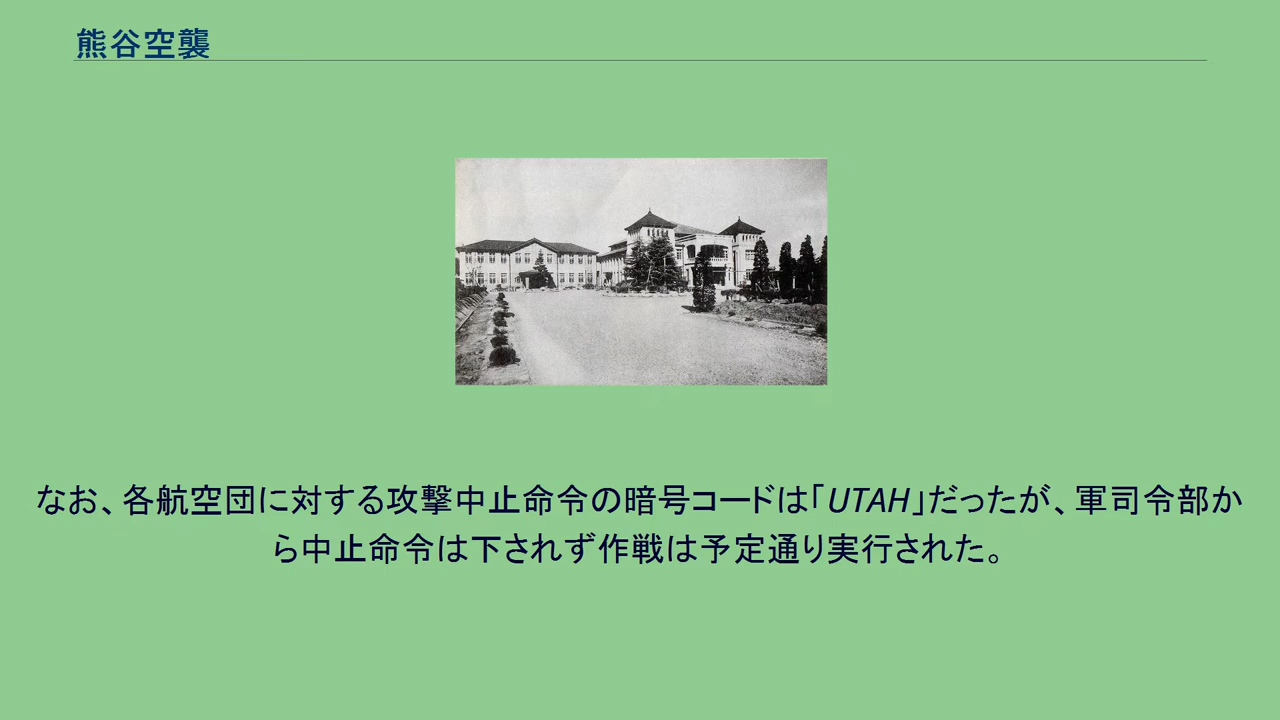 熊谷空襲
なお、各航空団に対する攻撃中止命令の暗号コードは｢UTAH｣だったが、軍司令部か
ら中止命令は下されず作戦は予定通り実行された。